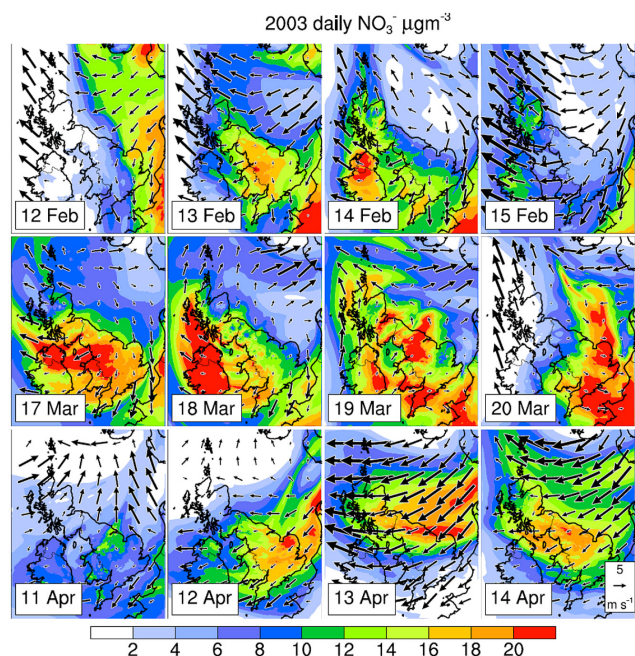 2003 daily NO₃⁻ µgm⁻³
12 Feb 13 Feb 14 Feb 15 Feb
17 Mar 18 Mar 19 Mar 20 Mar
11 Apr 12 Apr 13 Apr 14 Apr
5
m s⁻¹
2 4 6 8 10 12 14 16 18 20